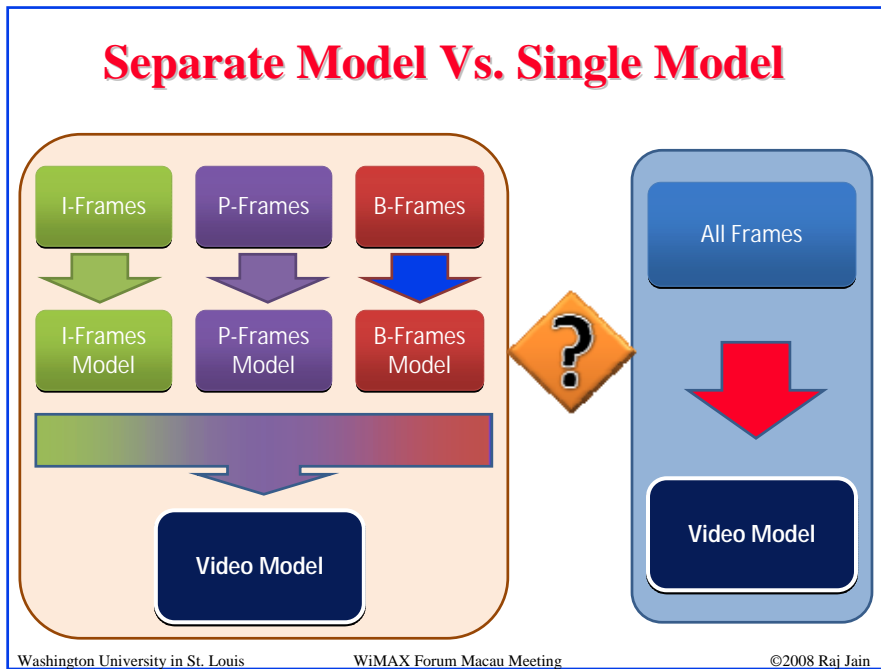 Separate Model Vs. Single Model
I-Frames
P-Frames
B-Frames
I-Frames
Model
P-Frames
Model
B-Frames
Model
Video Model
?
All Frames
Video Model
Washington University in St. Louis
WiMAX Forum Macau Meeting
©2008 Raj Jain